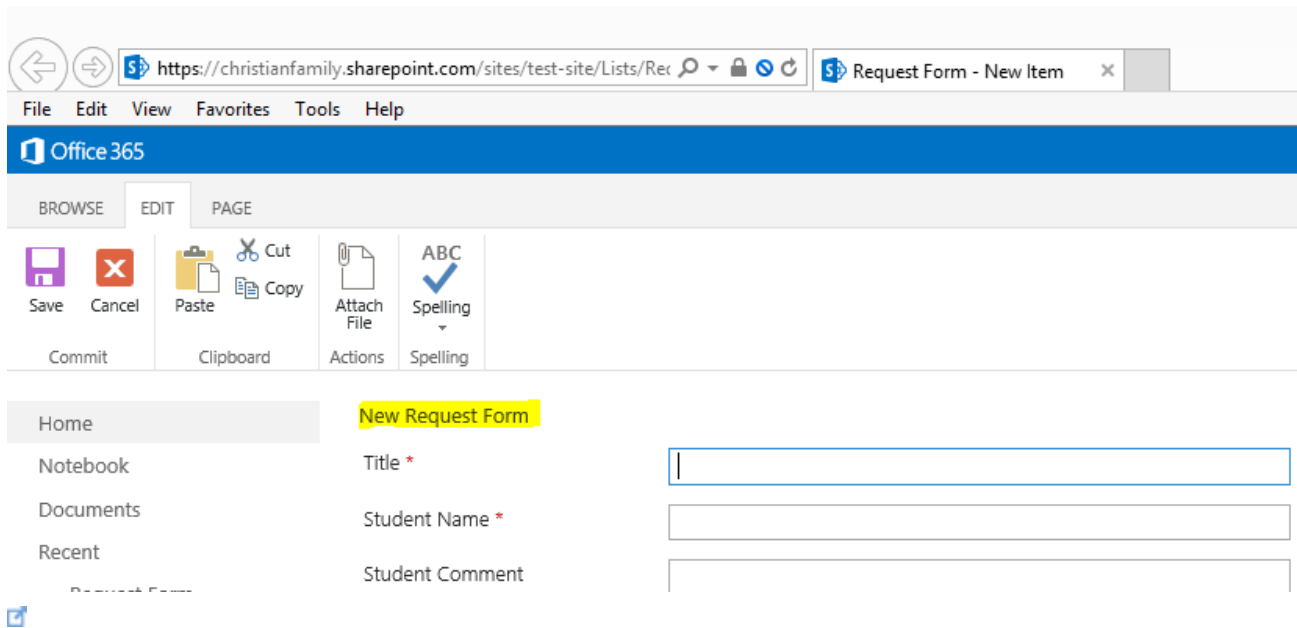 https://christianfamily.sharepoint.com/sites/test-site/Lists/Rec
Request Form - New Item
File Edit View Favorites Tools Help
Office 365
BROWSE EDIT PAGE
Save Cancel Paste Cut Copy Attach File ABC Spelling
Commit Clipboard Actions Spelling
Home
New Request Form
Notebook
Title *
Documents
Student Name *
Recent
Student Comment
Request Form